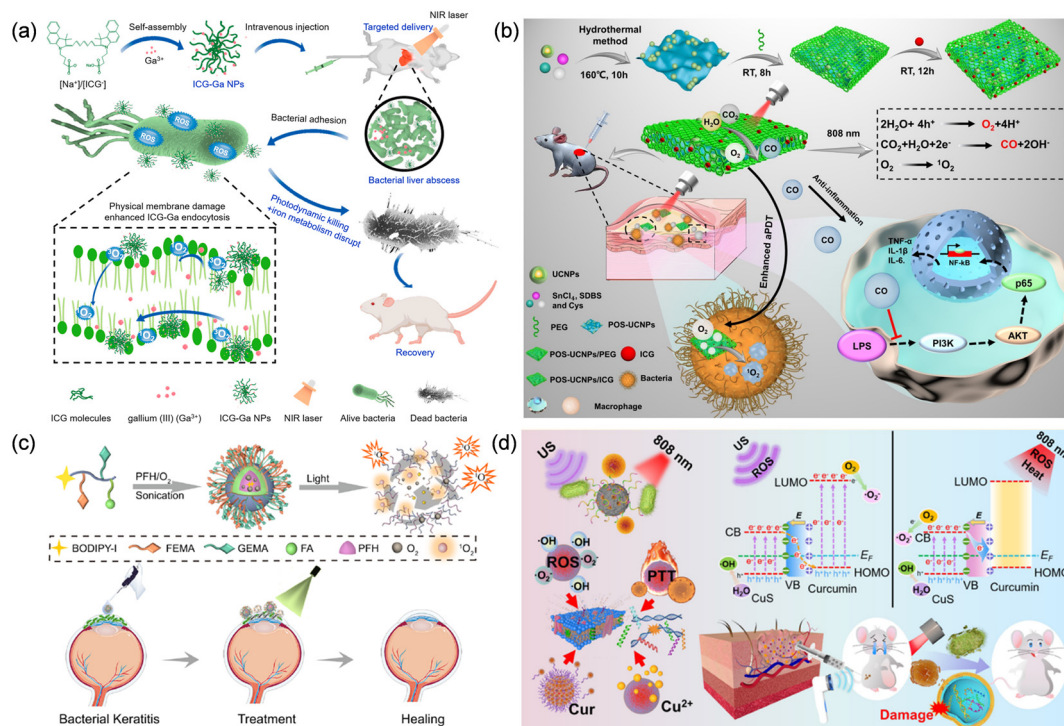 (a)
Self-assembly
Intravenous injection
NIR laser
Targeted delivery
Ga³⁺
[Na⁺]/[ICG⁻]
ICG-Ga NPs
Bacterial adhesion
ROS
ROS
ROS
Bacterial liver abscess
Physical membrane damage
enhanced ICG-Ga endocytosis
Photodynamic killing
+iron metabolism disrupt
Recovery
ICG molecules
gallium (III) (Ga³⁺)
ICG-Ga NPs
NIR laser
Alive bacteria
Dead bacteria
(b)
Hydrothermal
method
160℃, 10h
RT, 8h
RT, 12h
H₂O
CO₂
O₂
CO
808 nm
2H₂O+ 4h⁺ → O₂+4H⁺
CO₂+H₂O+2e⁻ → CO+2OH⁻
O₂ → ¹O₂
CO
Anti-inflammation
CO
Enhanced aPDT
TNF-α
IL-1β
IL-6.
NF-kB
CO
p65
LPS
PI3K
AKT
O₂
¹O₂
UCNPs
SnCl₄, SDBS
and Cys
PEG
POS-UCNPs
POS-UCNPs/PEG
ICG
POS-UCNPs/ICG
Bacteria
Macrophage
(c)
PFH/O₂
Sonication
Light
BODIPY-I
FEMA
GEMA
FA
PFH
O₂
¹O₂
Bacterial Keratitis
Treatment
Healing
(d)
US
808 nm
·OH
·OH
·O₂⁻
·O₂⁻
·OH
ROS
PTT
Cur
Cu²⁺
US
ROS
LUMO
O₂
·O₂⁻
CB
E
E_F
HOMO
·OH
H₂O
CuS
VB
Curcumin
808 nm
ROS
Heat
LUMO
O₂
·O₂⁻
CB
E
E_F
HOMO
·OH
H₂O
CuS
VB
Curcumin
Damage